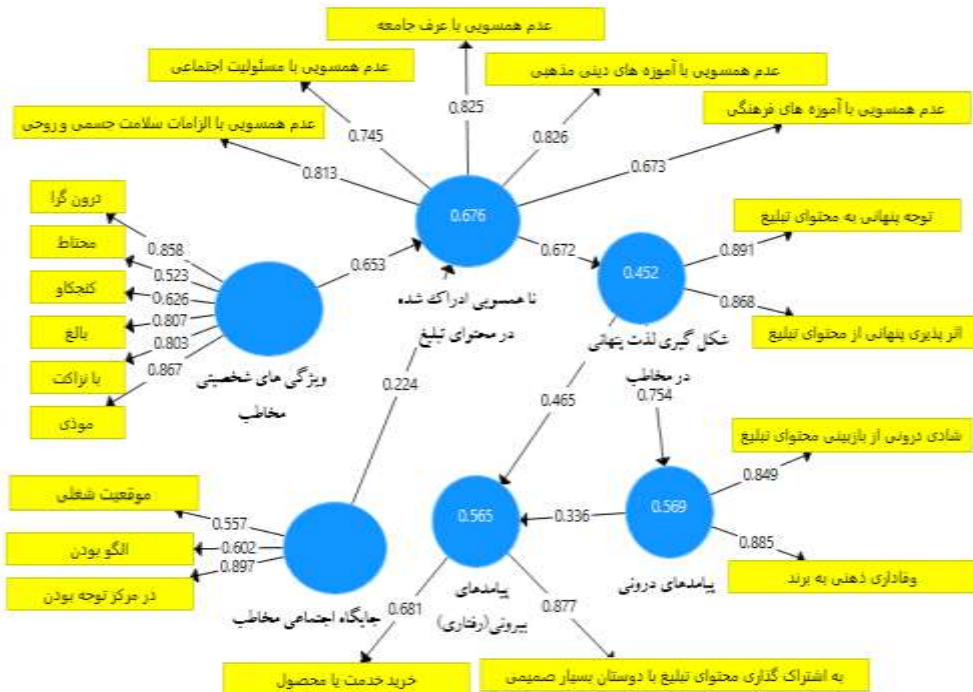 عدم همسویی با عرف جامعه
عدم همسویی با مسئولیت اجتماعی
عدم همسویی با آموزه های دینی مذهبی
عدم همسویی با آموزه های فرهنگی
عدم همسویی با الزامات سلامت جسمی و روحی
0.825
0.745
0.826
0.673
0.813
درون گرا
محتاط
کنجکاو
بالغ
با نزاکت
موذی
0.858
0.523
0.626
0.807
0.803
0.867
ویژگی های شخصیتی
مخاطب
0.653
0.676
نا همسویی ادراک شده
در محتوای تبلیغ
0.672
0.452
شکل گیری لذت پنهانی
در مخاطب
توجه پنهانی به محتوای تبلیغ
0.891
0.868
اثر پذیری پنهانی از محتوای تبلیغ
0.224
0.465
0.754
موقعیت شغلی
الگو بودن
در مرکز توجه بودن
0.557
0.602
0.897
جایگاه اجتماعی مخاطب
0.565
پیامدهای
بیرونی(رفتاری)
0.336
0.569
پیامدهای درونی
شادی درونی از بازبینی محتوای تبلیغ
0.849
0.885
وفاداری ذهنی به برند
0.681
0.877
خرید خدمت یا محصول
به اشتراک گذاری محتوای تبلیغ با دوستان بسیار صمیمی